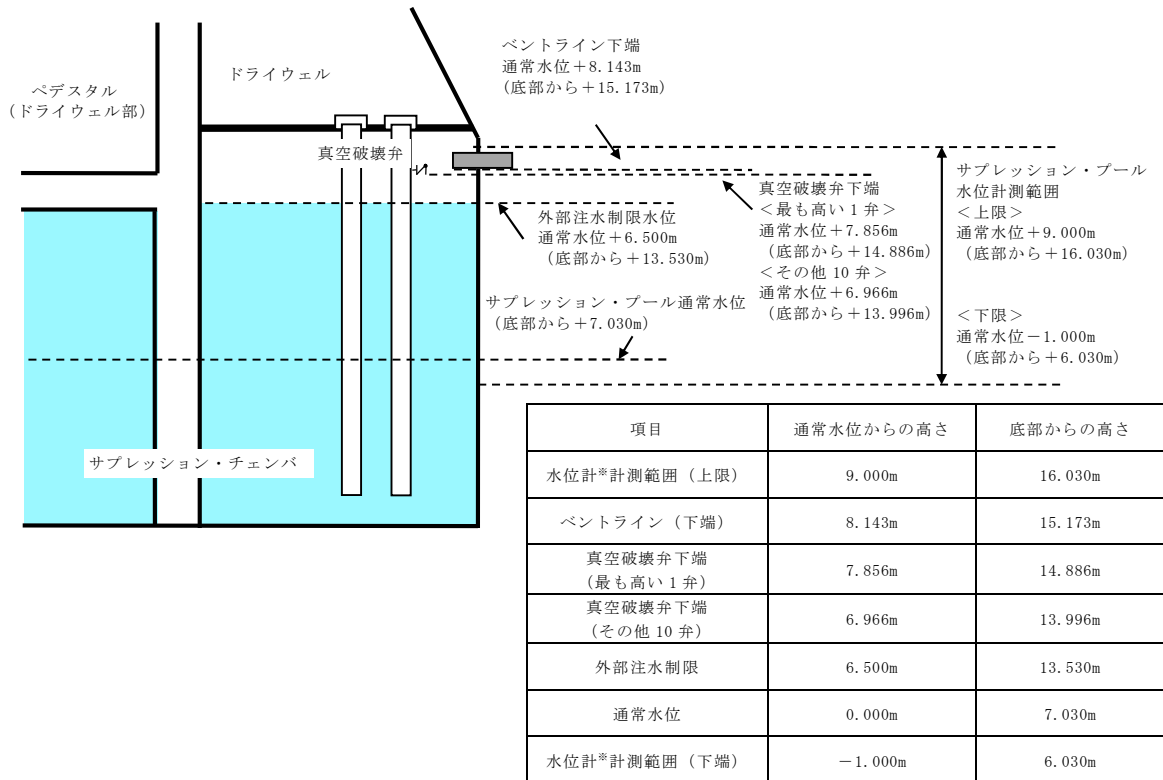 ペデスタル
（ドライウェル部）
ドライウェル
ベントライン下端
通常水位＋8.143m
（底部から＋15.173m）
真空破壊弁
外部注水制限水位
通常水位＋6.500m
（底部から＋13.530m）
真空破壊弁下端
＜最も高い1弁＞
通常水位＋7.856m
（底部から＋14.886m）
＜その他10弁＞
通常水位＋6.966m
（底部から＋13.996m）
サプレッション・プール
水位計測範囲
＜上限＞
通常水位＋9.000m
（底部から＋16.030m）
＜下限＞
通常水位－1.000m
（底部から＋6.030m）
サプレッション・プール通常水位
（底部から＋7.030m）
サプレッション・チェンバ
項目 通常水位からの高さ 底部からの高さ
水位計※計測範囲（上限） 9.000m 16.030m
ベントライン（下端） 8.143m 15.173m
真空破壊弁下端
（最も高い1弁） 7.856m 14.886m
真空破壊弁下端
（その他10弁） 6.966m 13.996m
外部注水制限 6.500m 13.530m
通常水位 0.000m 7.030m
水位計※計測範囲（下端） －1.000m 6.030m